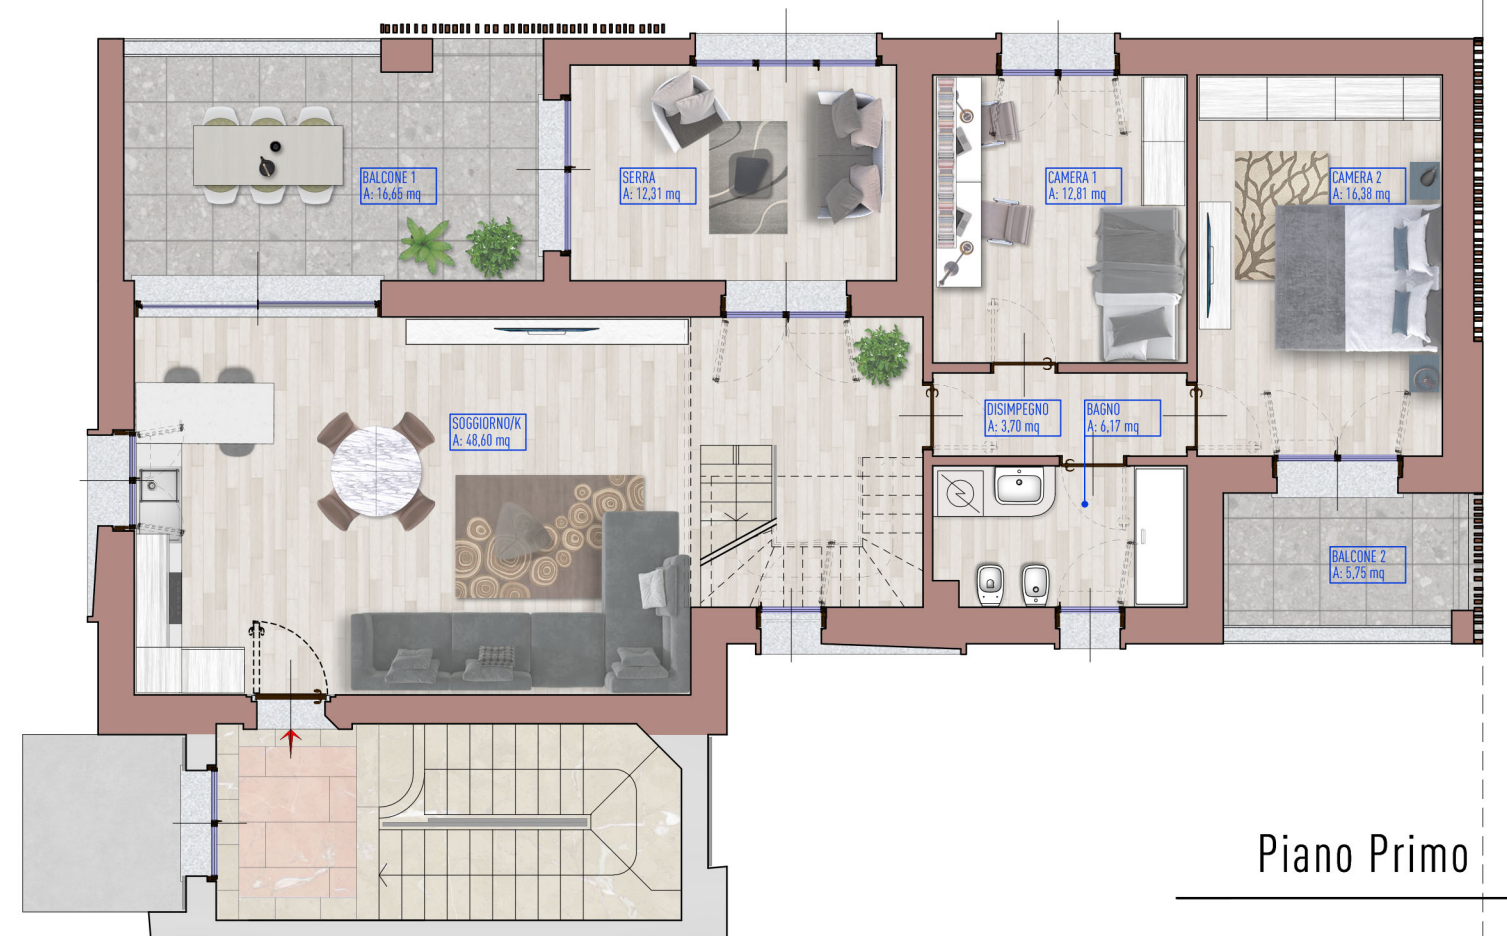 BALCONE 1
A: 16,65 mq
SERRA
A: 12,31 mq
CAMERA 1
A: 12,81 mq
CAMERA 2
A: 16,38 mq
SOGGIORNO/K
A: 48,60 mq
DISIMPEGNO
A: 3,70 mq
BAGNO
A: 6,17 mq
BALCONE 2
A: 5,75 mq
Piano Primo